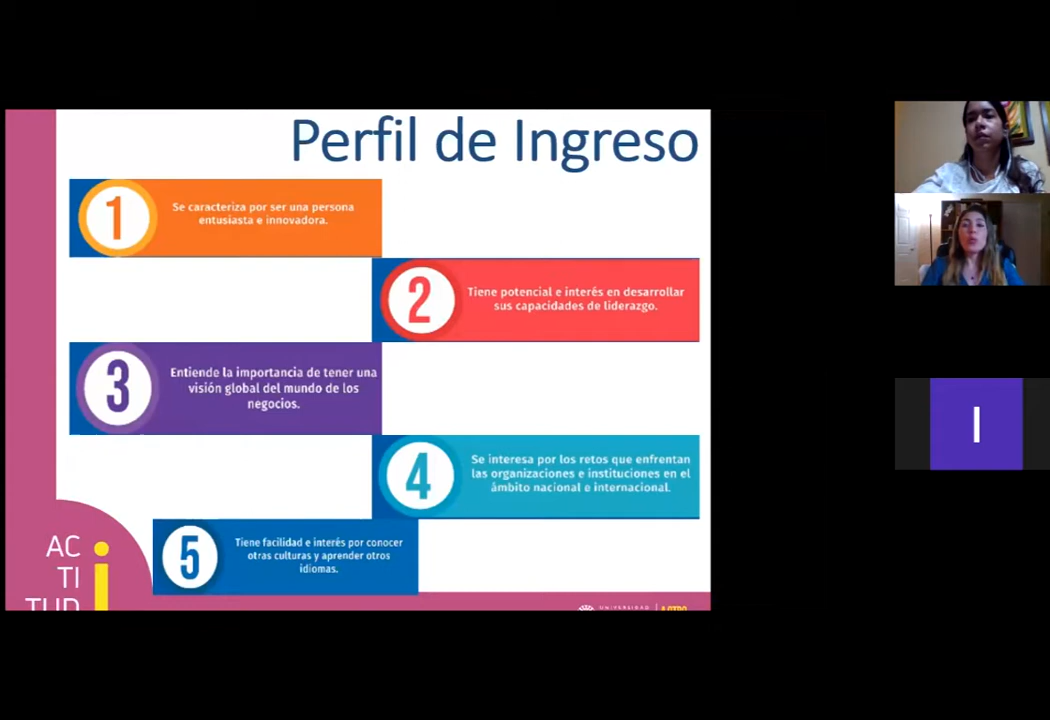 Perfil de Ingreso
1
Se caracteriza por ser una persona
entusiasta e innovadora.
2
Tiene potencial e interés en desarrollar
sus capacidades de liderazgo.
3
Entiende la importancia de tener una
visión global del mundo de los
negocios.
4
Se interesa por los retos que enfrentan
las organizaciones e instituciones en el
ámbito nacional e internacional.
5
Tiene facilidad e interés por conocer
otras culturas y aprender otros
idiomas.
AC
TI
TUD
i
UNIVERSIDAD
I